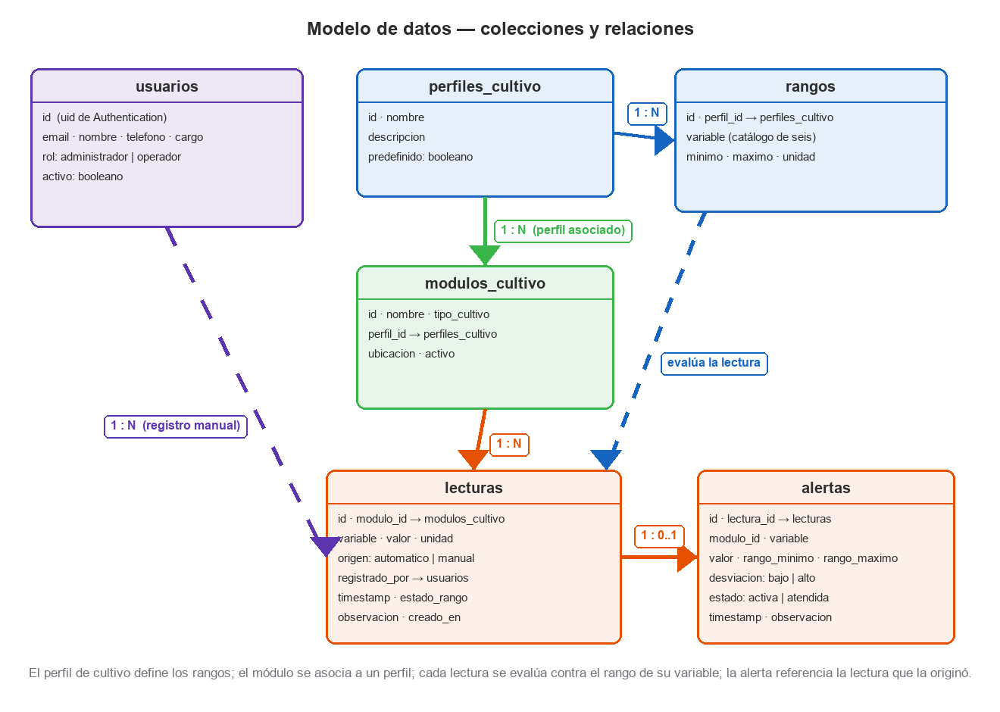 Modelo de datos — colecciones y relaciones
usuarios
id  (uid de Authentication)
email · nombre · telefono · cargo
rol: administrador | operador
activo: booleano
perfiles_cultivo
id · nombre
descripcion
predefinido: booleano
1 : N
rangos
id · perfil_id → perfiles_cultivo
variable (catálogo de seis)
minimo · maximo · unidad
1 : N  (perfil asociado)
modulos_cultivo
id · nombre · tipo_cultivo
perfil_id → perfiles_cultivo
ubicacion · activo
evalúa la lectura
1 : N  (registro manual)
1 : N
lecturas
id · modulo_id → modulos_cultivo
variable · valor · unidad
origen: automatico | manual
registrado_por → usuarios
timestamp · estado_rango
observacion · creado_en
1 : 0..1
alertas
id · lectura_id → lecturas
modulo_id · variable
valor · rango_minimo · rango_maximo
desviacion: bajo | alto
estado: activa | atendida
timestamp · observacion
El perfil de cultivo define los rangos; el módulo se asocia a un perfil; cada lectura se evalúa contra el rango de su variable; la alerta referencia la lectura que la originó.